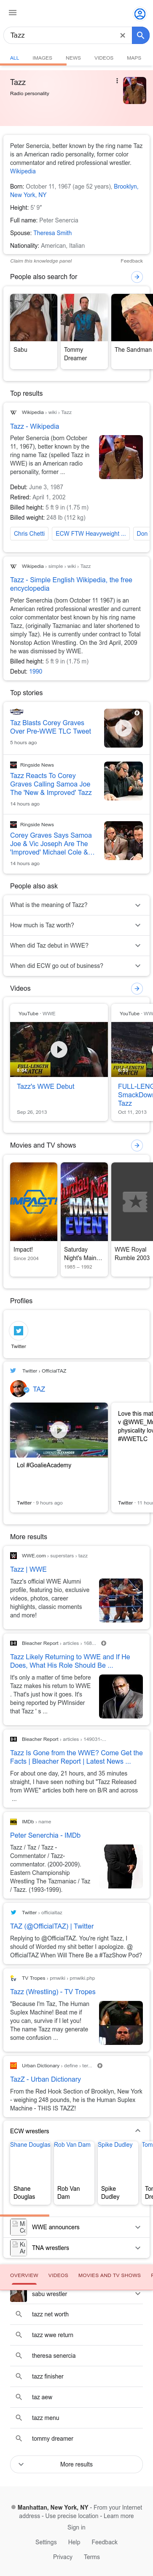 Tazz
ALL IMAGES NEWS VIDEOS MAPS
Tazz
Radio personality
Peter Senercia, better known by the ring name Taz
is an American radio personality, former color
commentator and retired professional wrestler.
Wikipedia
Born: October 11, 1967 (age 52 years), Brooklyn,
New York, NY
Height: 5′ 9″
Full name: Peter Senercia
Spouse: Theresa Smith
Nationality: American, Italian
Claim this knowledge panel Feedback
People also search for
Sabu
Tommy
Dreamer
The Sandman
Top results
Wikipedia › wiki › Tazz
Tazz - Wikipedia
Peter Senercia (born October
11, 1967), better known by the
ring name Taz (spelled Tazz in
WWE) is an American radio
personality, former ...
Debut: June 3, 1987
Retired: April 1, 2002
Billed height: 5 ft 9 in (1.75 m)
Billed weight: 248 lb (112 kg)
Chris Chetti
ECW FTW Heavyweight ...
Don
Wikipedia › simple › wiki › Tazz
Tazz - Simple English Wikipedia, the free
encyclopedia
Peter Senerchia (born October 11 1967) is an
American color commentator and professional wrestler
and current color commentator, best known by his ring name
Tazz, (originally Tazmaniac and later shortened to
simply Taz). He is currently under contract to Total
Nonstop Action Wrestling. On the 3rd April, 2009
he was dismissed by WWE.
Billed height: 5 ft 9 in (1.75 m)
Debut: 1990
Top stories
Taz Blasts Corey Graves
Over Pre-WWE TLC Tweet
5 hours ago
Ringside News
Tazz Reacts To Corey
Graves Calling Samoa Joe
The 'New & Improved' Tazz
14 hours ago
Ringside News
Corey Graves Says Samoa
Joe & Vic Joseph Are The
'Improved' Michael Cole &...
14 hours ago
People also ask
What is the meaning of Tazz?
How much is Taz worth?
When did Taz debut in WWE?
When did ECW go out of business?
Videos
YouTube · WWE
FULL-LENGTH
MATCH
Tazz's WWE Debut
Sep 26, 2013
YouTube · WW
FULL-LENG
SmackDow
Tazz
Oct 11, 2013
Movies and TV shows
IMPACT!
Impact!
Since 2004
Saturday
Night's Main...
1985 – 1992
WWE Royal
Rumble 2003
Profiles
Twitter
Twitter › OfficialTAZ
TAZ
Lol #GoalieAcademy
Twitter · 9 hours ago
Love this mat
v @WWE_Mu
physicality lov
#WWETLC
Twitter · 11 hou
More results
WWE.com › superstars › tazz
Tazz | WWE
Tazz's official WWE Alumni
profile, featuring bio, exclusive
videos, photos, career
highlights, classic moments
and more!
Bleacher Report › articles › 168...
Tazz Likely Returning to WWE and If He
Does, What His Role Should Be ...
It's only a matter of time before
Tazz makes his return to WWE
. That's just how it goes. It's
being reported by PWInsider
that Tazz ' s ...
Bleacher Report › articles › 149031-...
Tazz Is Gone from the WWE? Come Get the
Facts | Bleacher Report | Latest News ...
For about one day, 21 hours, and 35 minutes
straight, I have seen nothing but "Tazz Released
from WWE" articles both here on B/R and across
...
IMDb › name
Peter Senerchia - IMDb
Tazz / Taz / Tazz -
Commentator / Tazz-
commentator. (2000-2009).
Eastern Championship
Wrestling The Tazmaniac / Taz
/ Tazz. (1993-1999).
Twitter › officialtaz
TAZ (@OfficialTAZ) | Twitter
Replying to @OfficialTAZ. You're right Tazz, I
should of Worded my shit better I apologize. @
OfficialTAZ When Will There Be a #TazShow Pod?
TV Tropes › pmwiki › pmwiki.php
Tazz (Wrestling) - TV Tropes
"Because I'm Taz, The Human
Suplex Machine! Beat me if
you can, survive if I let you!
The name Tazz may generate
some confusion ...
Urban Dictionary › define › ter...
TazZ - Urban Dictionary
From the Red Hook Section of Brooklyn, New York
- weighing 248 pounds, he is the Human Suplex
Machine - THIS IS TAZZ!
ECW wrestlers
Shane Douglas
Rob Van Dam
Spike Dudley
Tom
Shane
Douglas
Rob Van
Dam
Spike
Dudley
WWE announcers
TNA wrestlers
OVERVIEW VIDEOS MOVIES AND TV SHOWS
sabu wrestler
tazz net worth
tazz wwe return
theresa senercia
tazz finisher
taz aew
tazz menu
tommy dreamer
More results
Manhattan, New York, NY - From your Internet
address - Use precise location - Learn more
Sign in
Settings Help Feedback
Privacy Terms